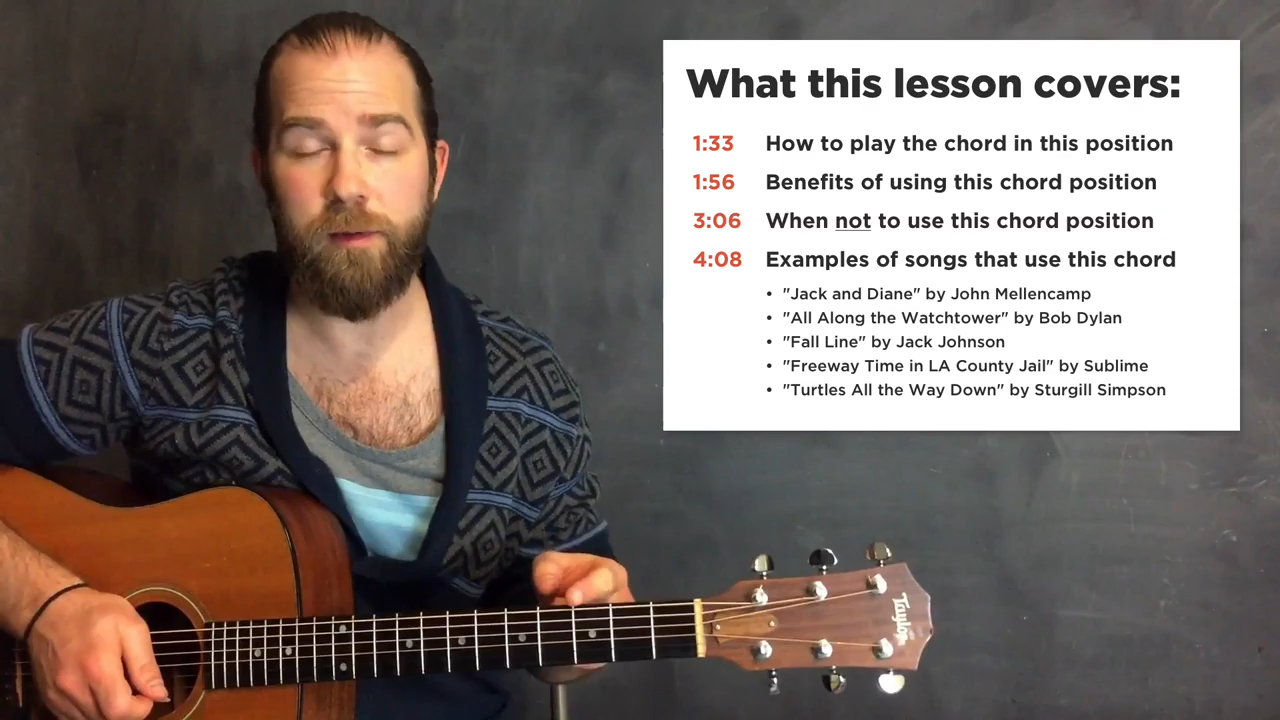 What this lesson covers:
1:33 How to play the chord in this position
1:56 Benefits of using this chord position
3:06 When not to use this chord position
4:08 Examples of songs that use this chord
• "Jack and Diane" by John Mellencamp
• "All Along the Watchtower" by Bob Dylan
• "Fall Line" by Jack Johnson
• "Freeway Time in LA County Jail" by Sublime
• "Turtles All the Way Down" by Sturgill Simpson
Taylor